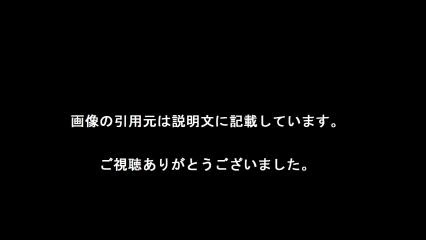 画像の引用元は説明文に記載しています。
ご視聴ありがとうございました。